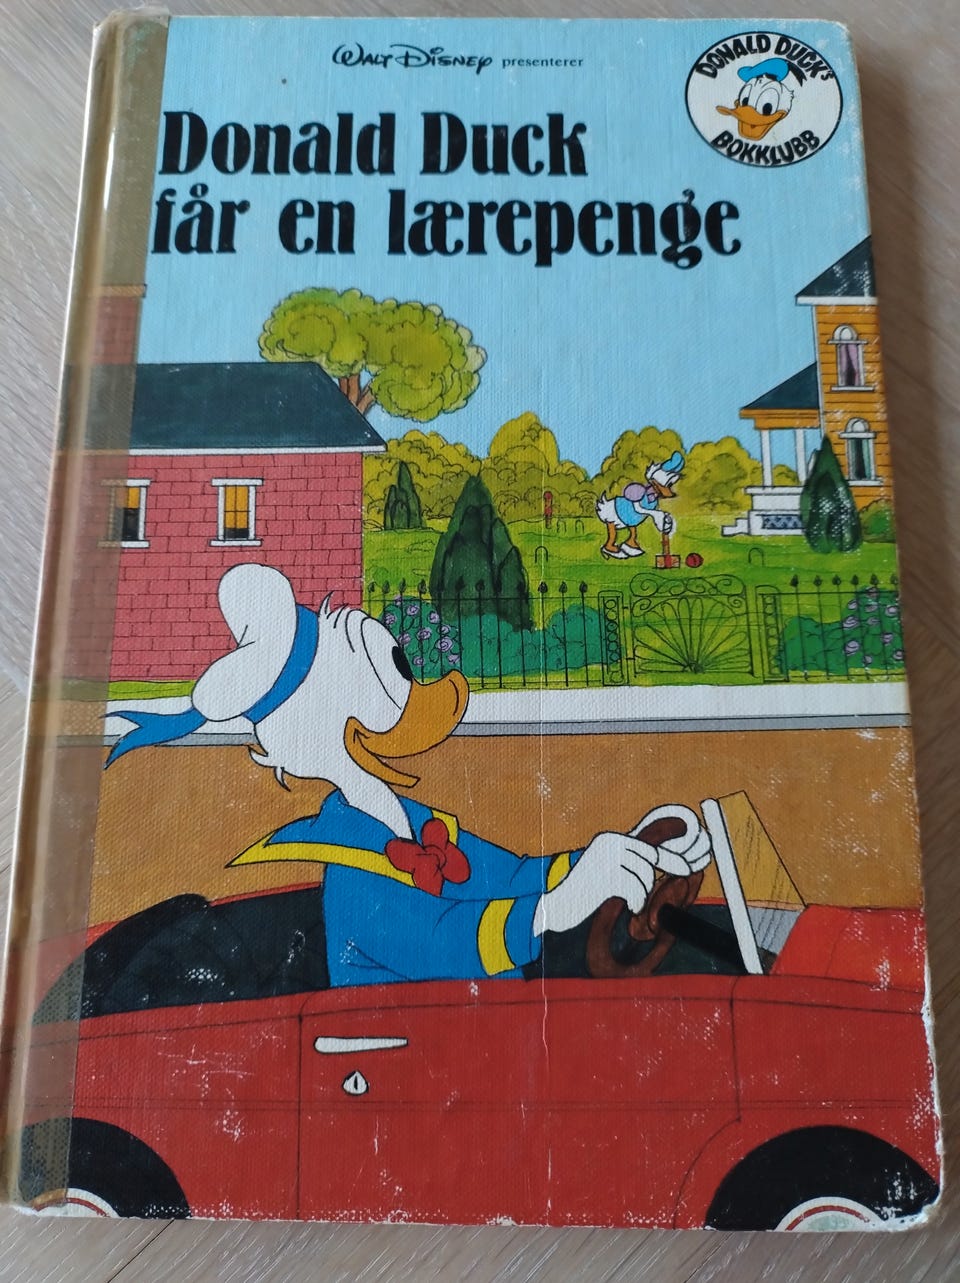 WALT DISNEY presenterer
DONALD DUCK's
BOKKLUBB
Donald Duck
får en lærepenge